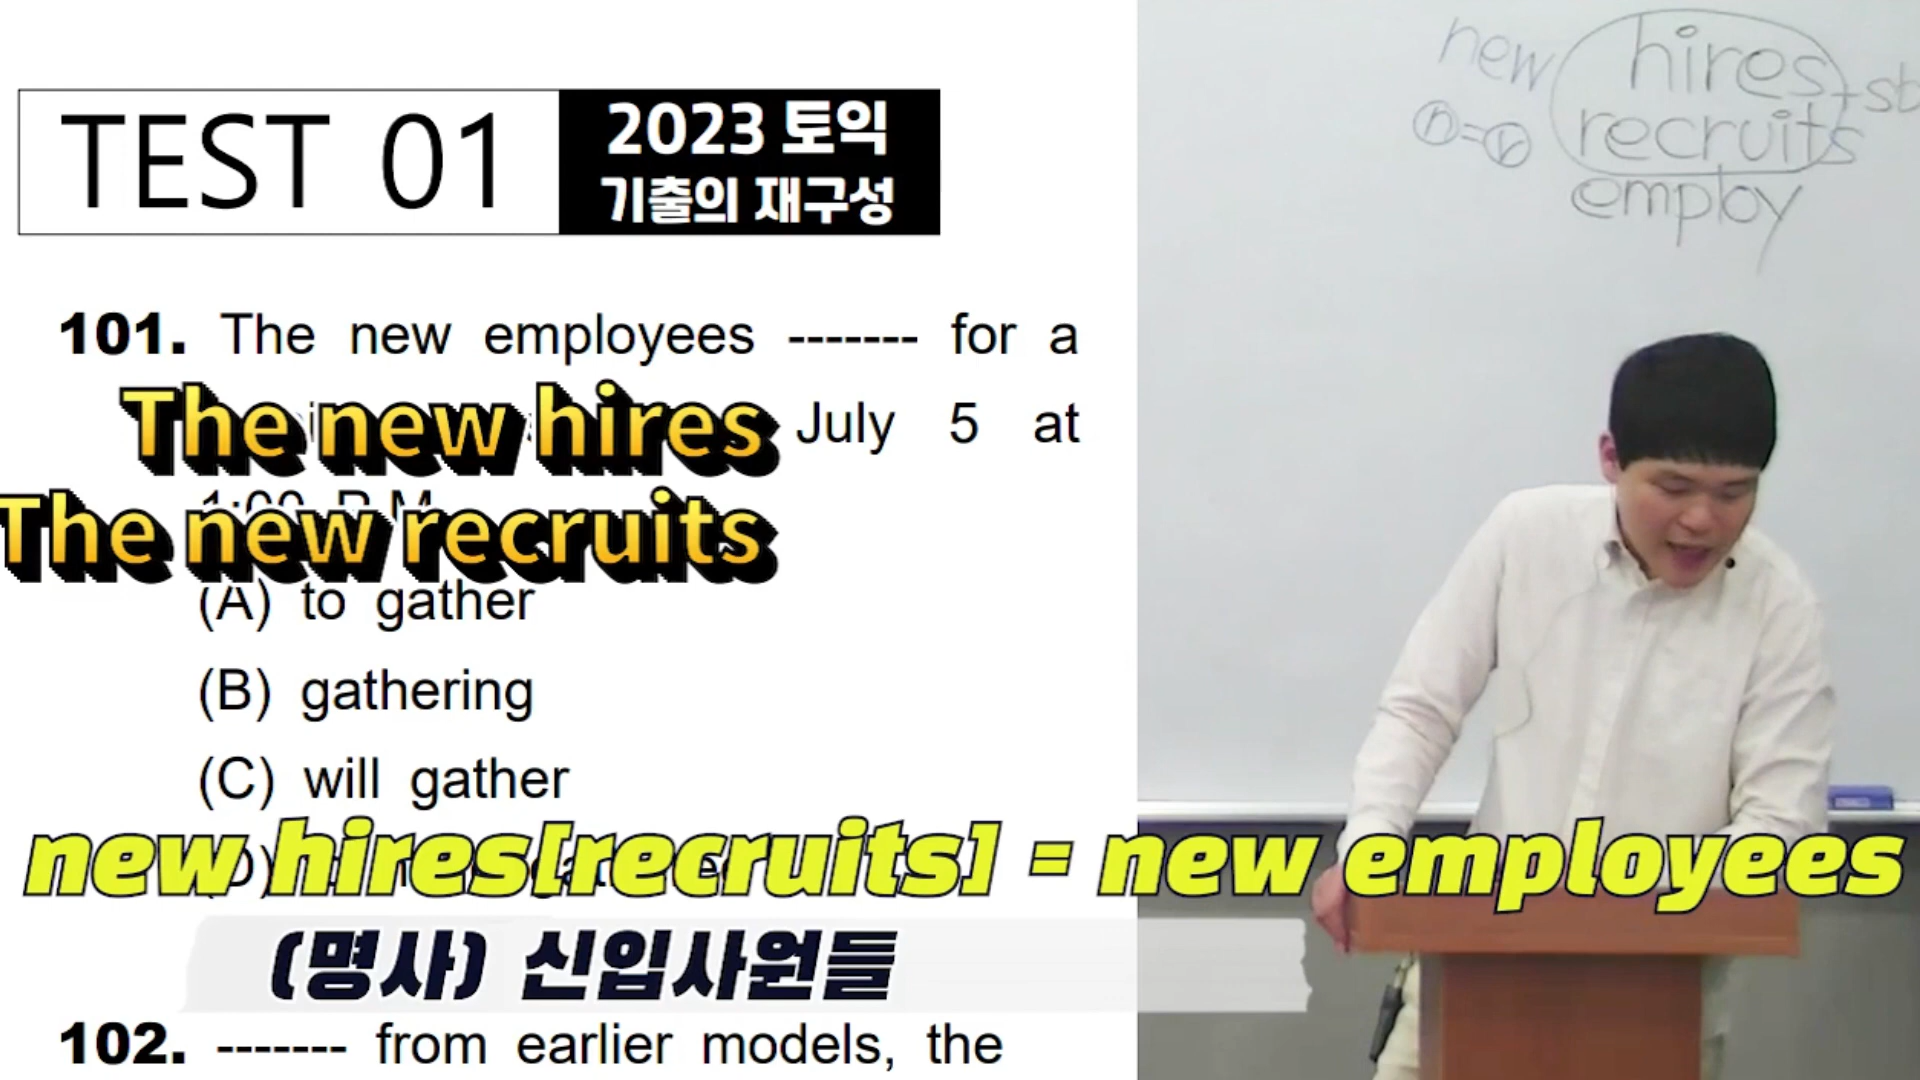 TEST 01
2023 토익
기출의 재구성
101. The new employees ------- for a
July 5 at
The new hires
1:00 P.M.
The new recruits
(A) to gather
(B) gathering
(C) will gather
new hires[recruits] = new employees
(명사) 신입사원들
102. ------- from earlier models, the
new hires
ⓝ=ⓥ recruits
employ